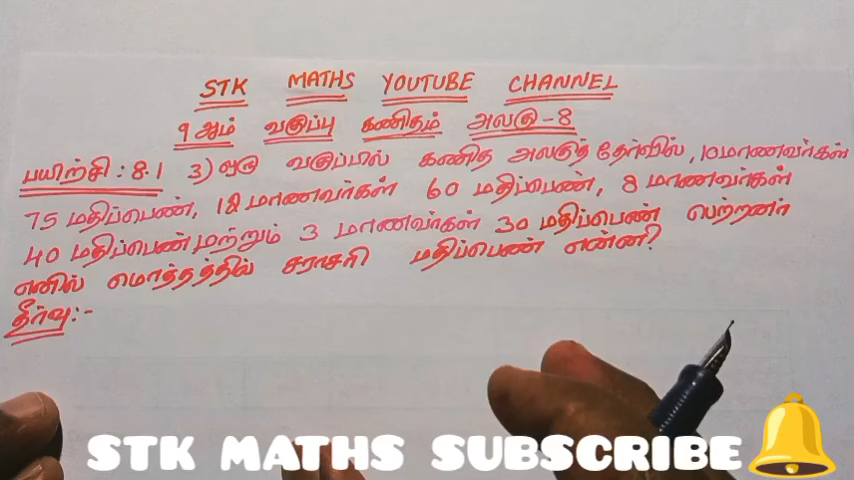 STK MATHS YOUTUBE CHANNEL
9 ஆம் வகுப்பு கணிதம் அலகு-8
பயிற்சி : 8.1 3) ஒரு வகுப்பில் கணித அலகுத் தேர்வில், 10 மாணவர்கள்
75 மதிப்பெண், 12 மாணவர்கள் 60 மதிப்பெண், 8 மாணவர்கள்
40 மதிப்பெண் மற்றும் 3 மாணவர்கள் 30 மதிப்பெண் பெற்றனர்
எனில் மொத்தத்தில் சராசரி மதிப்பெண் என்ன?
தீர்வு:-
STK MATHS SUBSCRIBE